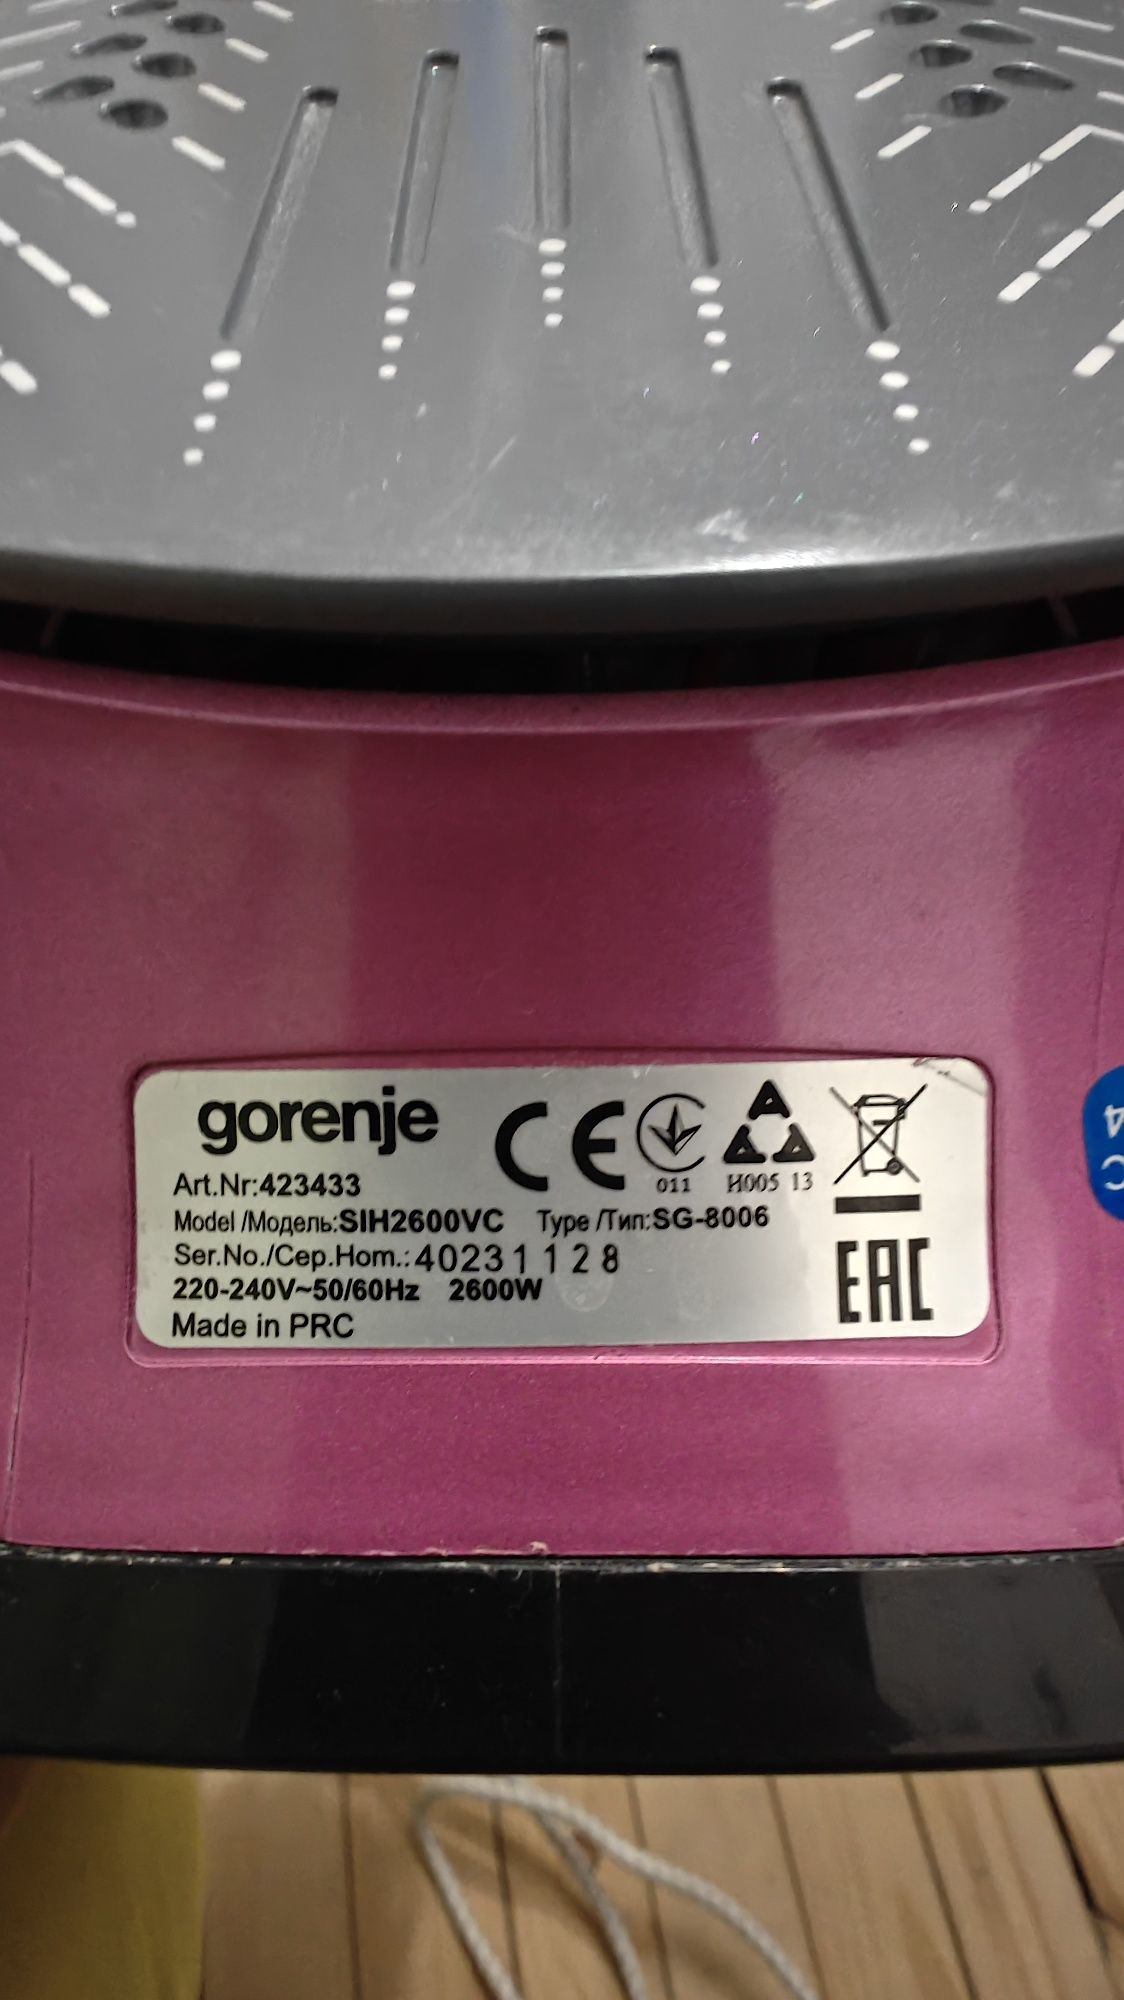 gorenje
CE
011
H005 13
Art.Nr:423433
Model /Модель:SIH2600VC Type /Тип:SG-8006
Ser.No./Сер.Ном.: 40231128
220-240V~50/60Hz 2600W
Made in PRC
EAC